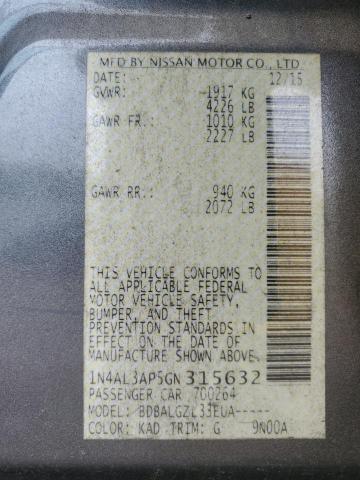 MFD BY NISSAN MOTOR CO., LTD
DATE: 12/15
GVWR: 1917 KG
4226 LB
GAWR FR.: 1010 KG
2227 LB
GAWR RR.: 940 KG
2072 LB
THIS VEHICLE CONFORMS TO
ALL APPLICABLE FEDERAL
MOTOR VEHICLE SAFETY,
BUMPER, AND THEFT
PREVENTION STANDARDS IN
EFFECT ON THE DATE OF
MANUFACTURE SHOWN ABOVE.
1N4AL3AP5GN315632
PASSENGER CAR 700264
MODEL: BDBALGZL33EUA-----
COLOR: KAD TRIM: G 9N00A